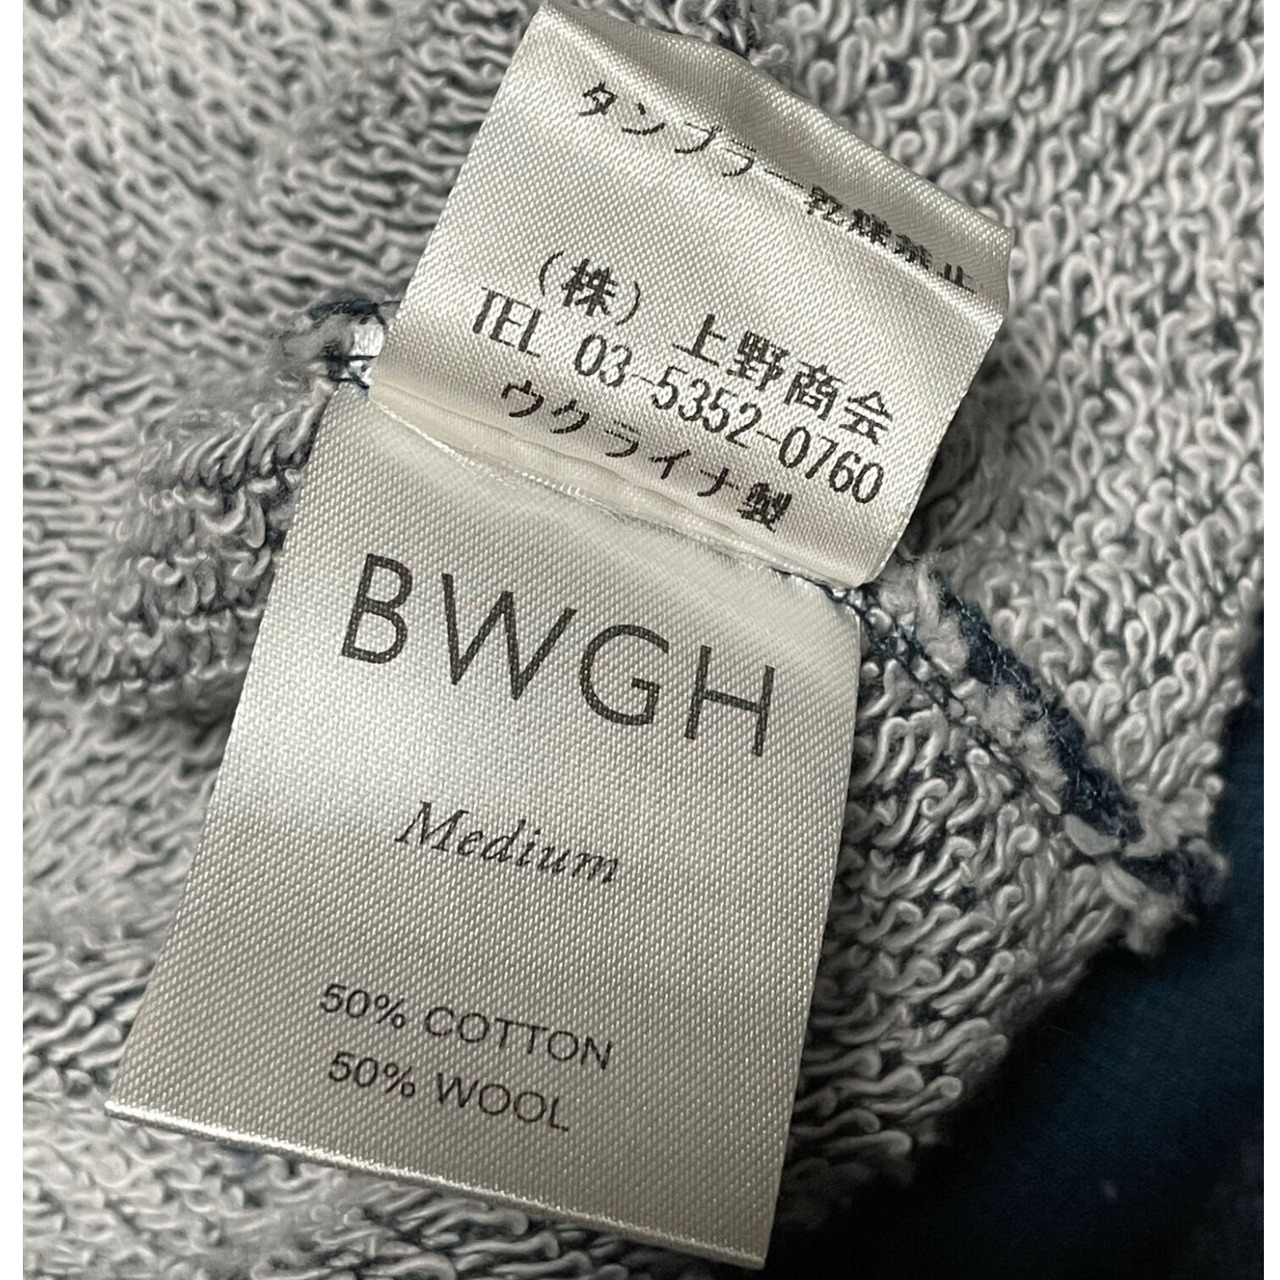 タンブラー乾燥禁止
（株）上野商会
TEL 03-5352-0760
ウクライナ製
BWGH
Medium
50% COTTON
50% WOOL